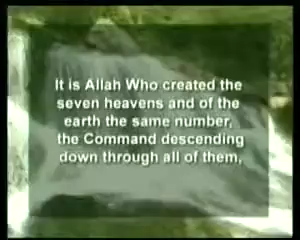 It is Allah Who created the
seven heavens and of the
earth the same number,
the Command descending
down through all of them,